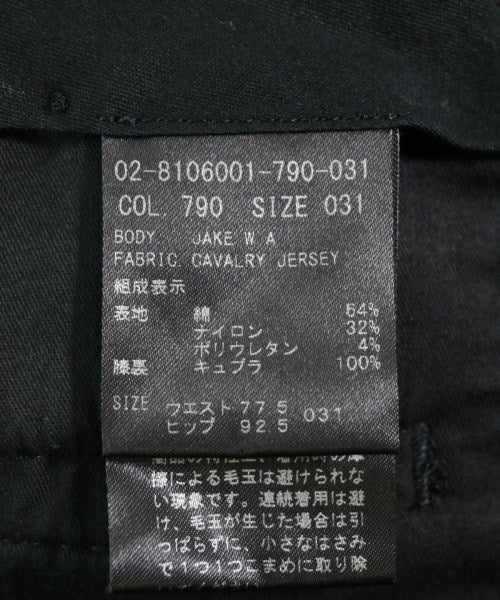 02-8106001-790-031
COL. 790 SIZE 031
BODY JAKE W A
FABRIC CAVALRY JERSEY
組成表示
表地 綿 64%
ナイロン 32%
ポリウレタン 4%
膝裏 キュプラ 100%
SIZE ウエスト 77.5 031
ヒップ 92.5
擦による毛玉は避けられな
い現象です。連続着用は避
け、毛玉が生じた場合は引
っぱらずに、小さなはさみ
で1つ1つこまめに取り除